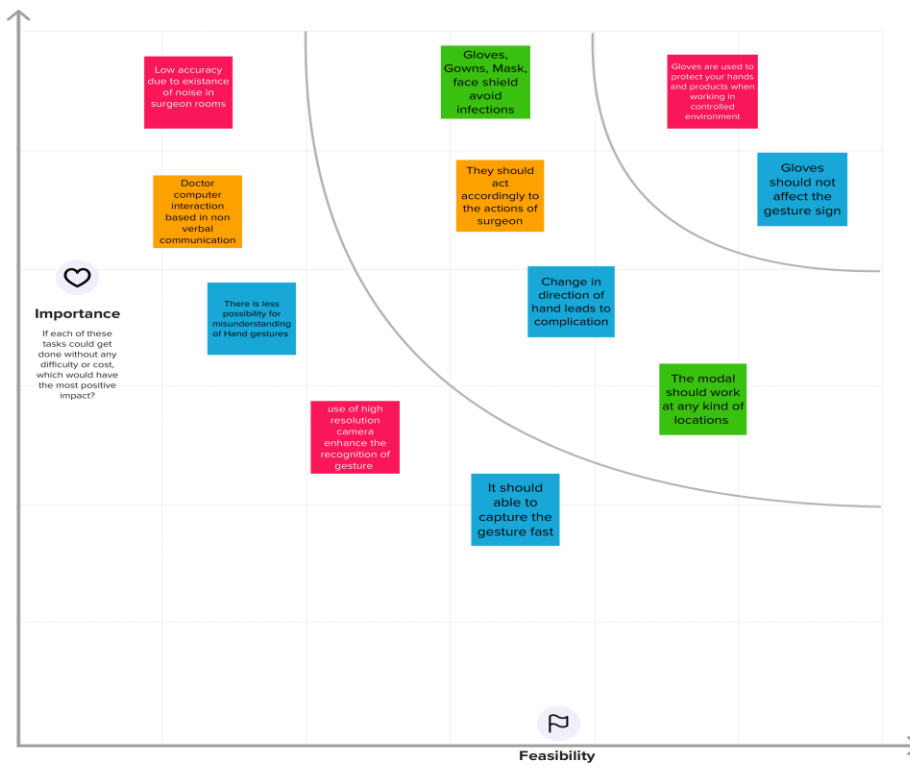 Low accuracy
due to existance
of noise in
surgeon rooms
Gloves,
Gowns, Mask,
face shield
avoid
infections
Gloves are used to
protect your hands
and products when
working in
controlled
environment
Doctor
computer
interaction
based in non
verbal
communication
They should
act
accordingly to
the actions of
surgeon
Gloves
should not
affect the
gesture sign
Importance
If each of these
tasks could get
done without any
difficulty or cost,
which would have
the most positive
impact?
There is less
possibility for
misunderstanding
of Hand gestures
Change in
direction of
hand leads to
complication
The modal
should work
at any kind of
locations
use of high
resolution
camera
enhance the
recognition of
gesture
It should
able to
capture the
gesture fast
Feasibility